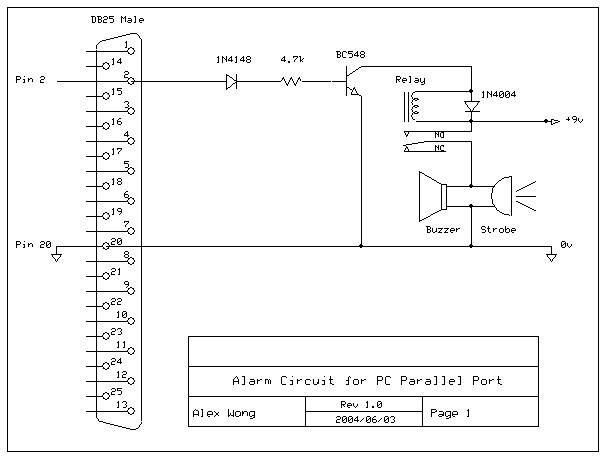 DB25 Male
1
14
Pin 2
2
1N4148
4.7k
BC548
Relay
1N4004
15
3
+9v
16
4
NO
NC
17
5
18
6
19
7
Buzzer
Strobe
Pin 20
20
0v
8
21
9
22
10
23
11
24
12
25
13
Alarm Circuit for PC Parallel Port
Alex Wong
Rev 1.0
2004/06/03
Page 1